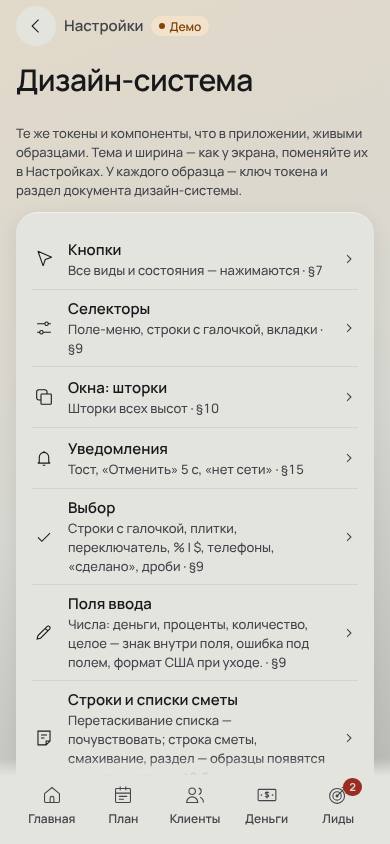 Настройки
Демо
Дизайн-система
Те же токены и компоненты, что в приложении, живыми
образцами. Тема и ширина — как у экрана, поменяйте их
в Настройках. У каждого образца — ключ токена и
раздел документа дизайн-системы.
Кнопки
Все виды и состояния — нажимаются · §7
Селекторы
Поле-меню, строки с галочкой, вкладки ·
§9
Окна: шторки
Шторки всех высот · §10
Уведомления
Тост, «Отменить» 5 с, «нет сети» · §15
Выбор
Строки с галочкой, плитки,
переключатель, % | $, телефоны,
«сделано», дроби · §9
Поля ввода
Числа: деньги, проценты, количество,
целое — знак внутри поля, ошибка под
полем, формат США при уходе. · §9
Строки и списки сметы
Перетаскивание списка —
почувствовать; строка сметы,
смахивание, раздел — образцы появятся
2
Главная
План
Клиенты
Деньги
Лиды